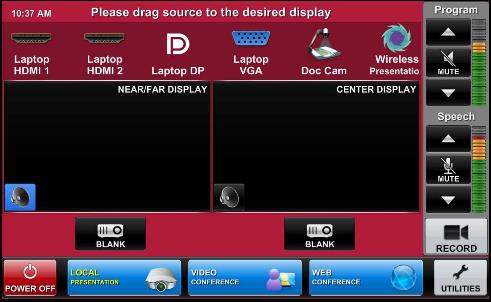 10:37 AM
Please drag source to the desired display
Program
Laptop
HDMI 1
Laptop
HDMI 2
Laptop DP
Laptop
VGA
Doc Cam
Wireless
Presentatio
MUTE
NEAR/FAR DISPLAY
CENTER DISPLAY
Speech
MUTE
BLANK
BLANK
RECORD
POWER OFF
LOCAL
PRESENTATION
VIDEO
CONFERENCE
WEB
CONFERENCE
UTILITIES